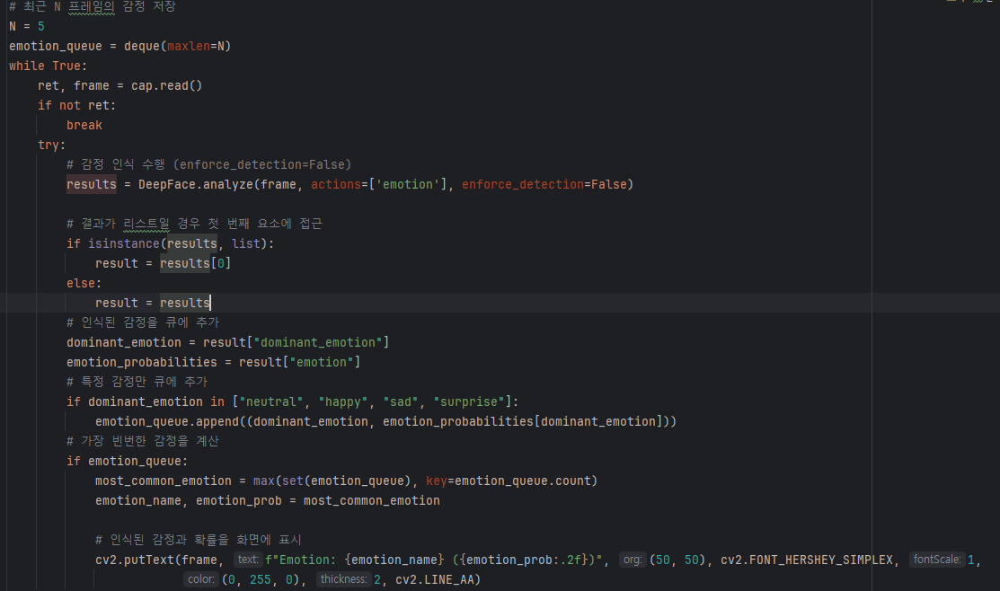 # 최근 N 프레임의 감정 저장
N = 5
emotion_queue = deque(maxlen=N)
while True:
    ret, frame = cap.read()
    if not ret:
        break
    try:
        # 감정 인식 수행 (enforce_detection=False)
        results = DeepFace.analyze(frame, actions=['emotion'], enforce_detection=False)
        # 결과가 리스트일 경우 첫 번째 요소에 접근
        if isinstance(results, list):
            result = results[0]
        else:
            result = results
        # 인식된 감정을 큐에 추가
        dominant_emotion = result["dominant_emotion"]
        emotion_probabilities = result["emotion"]
        # 특정 감정만 큐에 추가
        if dominant_emotion in ["neutral", "happy", "sad", "surprise"]:
            emotion_queue.append((dominant_emotion, emotion_probabilities[dominant_emotion]))
        # 가장 빈번한 감정을 계산
        if emotion_queue:
            most_common_emotion = max(set(emotion_queue), key=emotion_queue.count)
            emotion_name, emotion_prob = most_common_emotion
            # 인식된 감정과 확률을 화면에 표시
            cv2.putText(frame, text: f"Emotion: {emotion_name} ({emotion_prob:.2f})", org: (50, 50), cv2.FONT_HERSHEY_SIMPLEX, fontScale: 1,
                        color: (0, 255, 0), thickness: 2, cv2.LINE_AA)